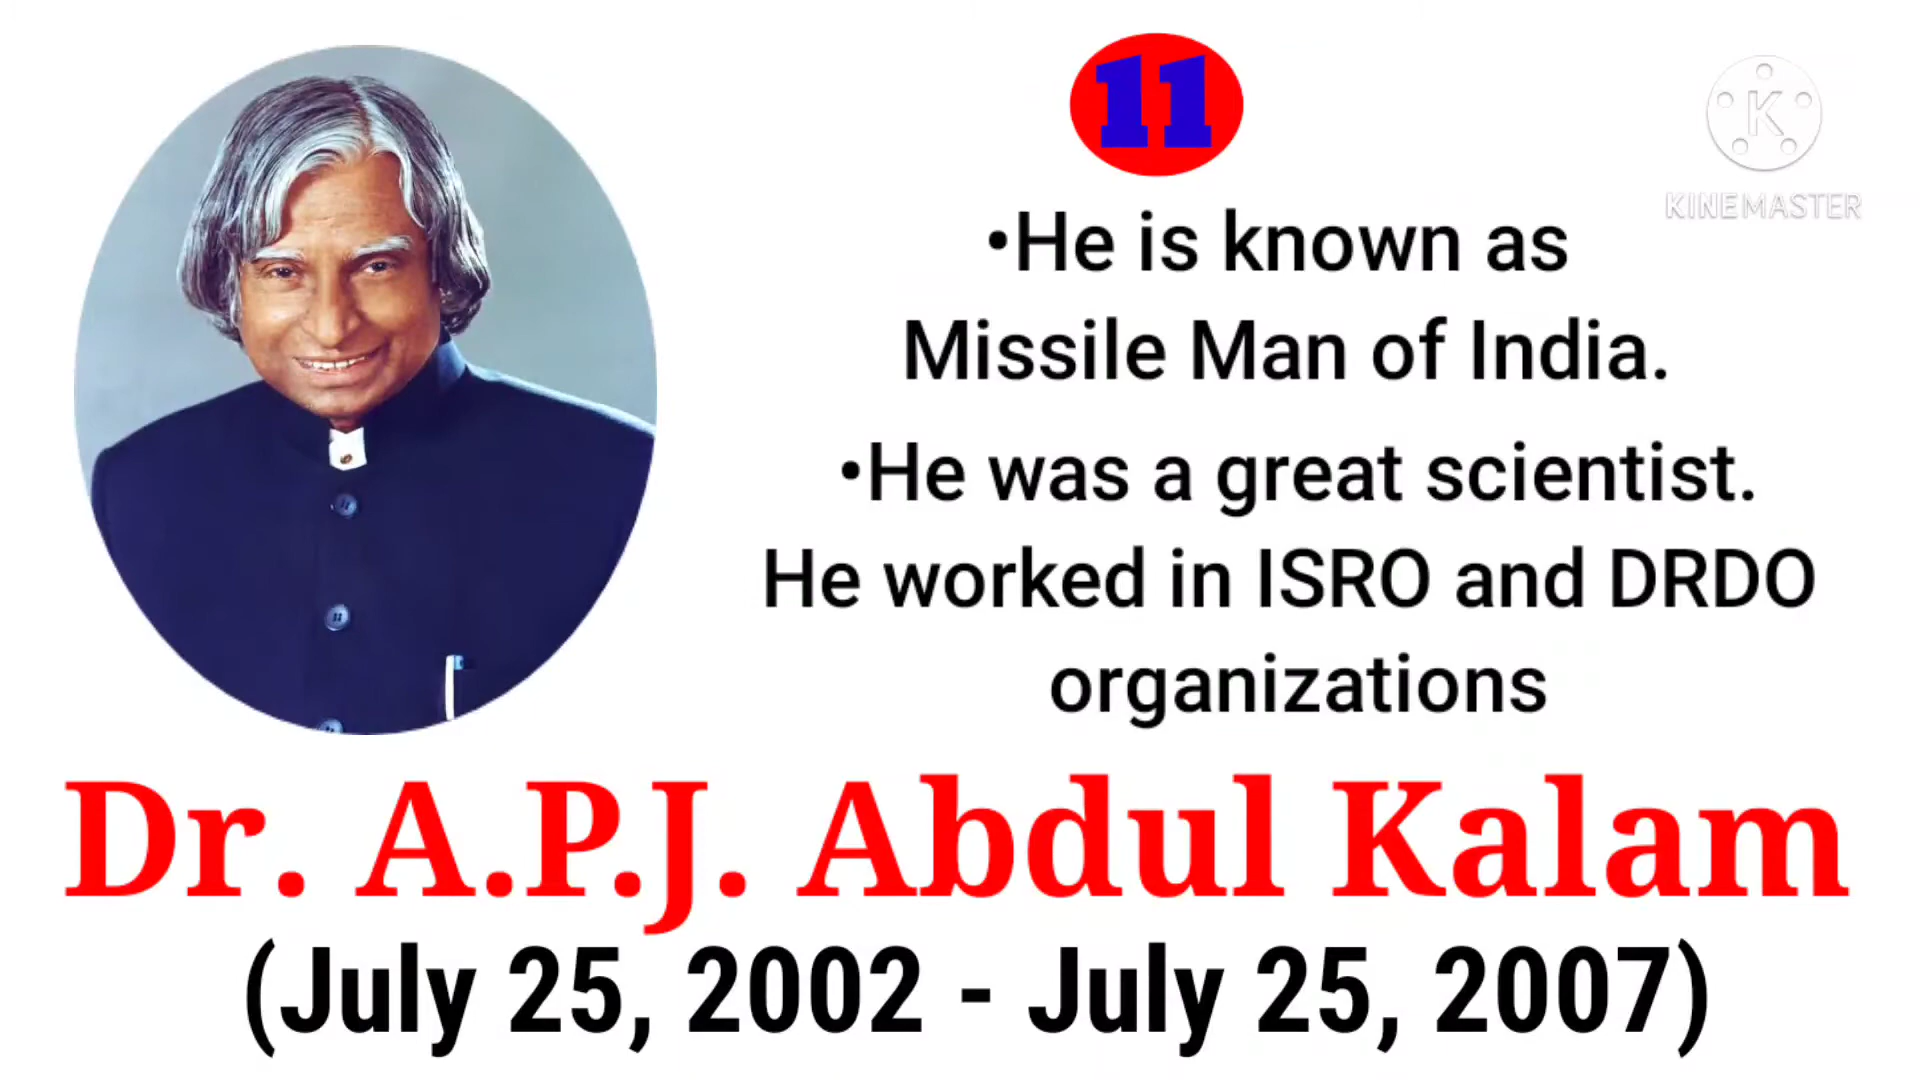 11
K
KINEMASTER
•He is known as
Missile Man of India.
•He was a great scientist.
He worked in ISRO and DRDO
organizations
Dr. A.P.J. Abdul Kalam
(July 25, 2002 - July 25, 2007)